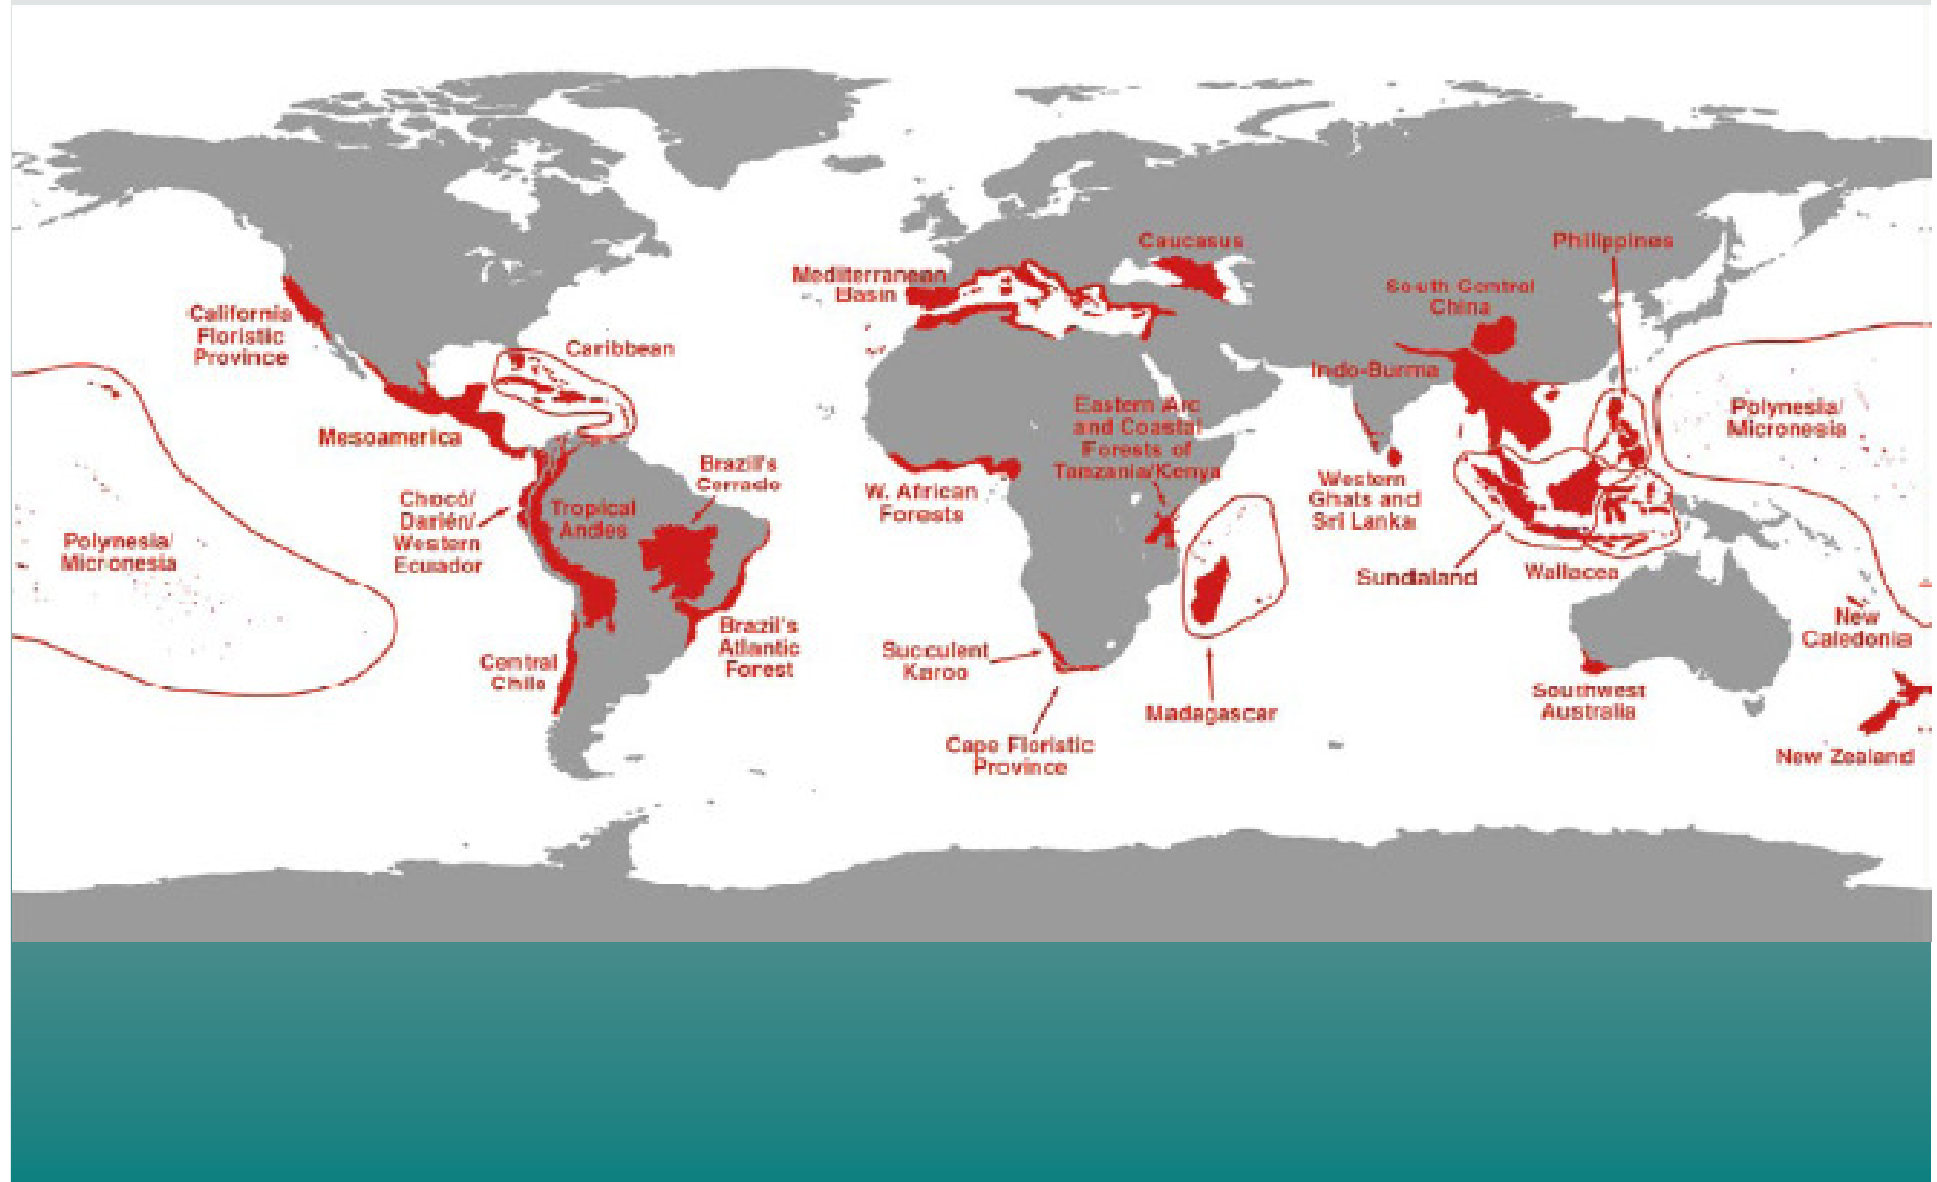 Caucasus
Philippines
Mediterranean
Basin
South Central
China
California
Floristic
Province
Caribbean
Indo-Burma
Eastern Arc
and Coastal
Forests of
Tanzania/Kenya
Polynesia/
Micronesia
Mesoamerica
Brazil's
Cerrado
Western
Ghats and
Sri Lanka
W. African
Forests
Chocó/
Darién/
Western
Ecuador
Tropical
Andes
Polynesia/
Micronesia
Sundaland
Wallacea
New
Caledonia
Brazil's
Atlantic
Forest
Succulent
Karoo
Central
Chile
Madagascar
Southwest
Australia
Cape Floristic
Province
New Zealand